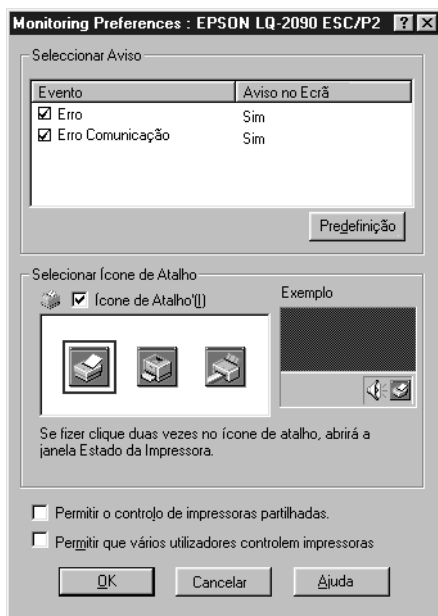 Monitoring Preferences : EPSON LQ-2090 ESC/P2
Seleccionar Aviso
Evento Aviso no Ecrã
Erro Sim
Erro Comunicação Sim
Predefinição
Selecionar Ícone de Atalho
Ícone de Atalho'(I)
Exemplo
Se fizer clique duas vezes no ícone de atalho, abrirá a
janela Estado da Impressora.
Permitir o controlo de impressoras partilhadas.
Permitir que vários utilizadores controlem impressoras
OK Cancelar Ajuda